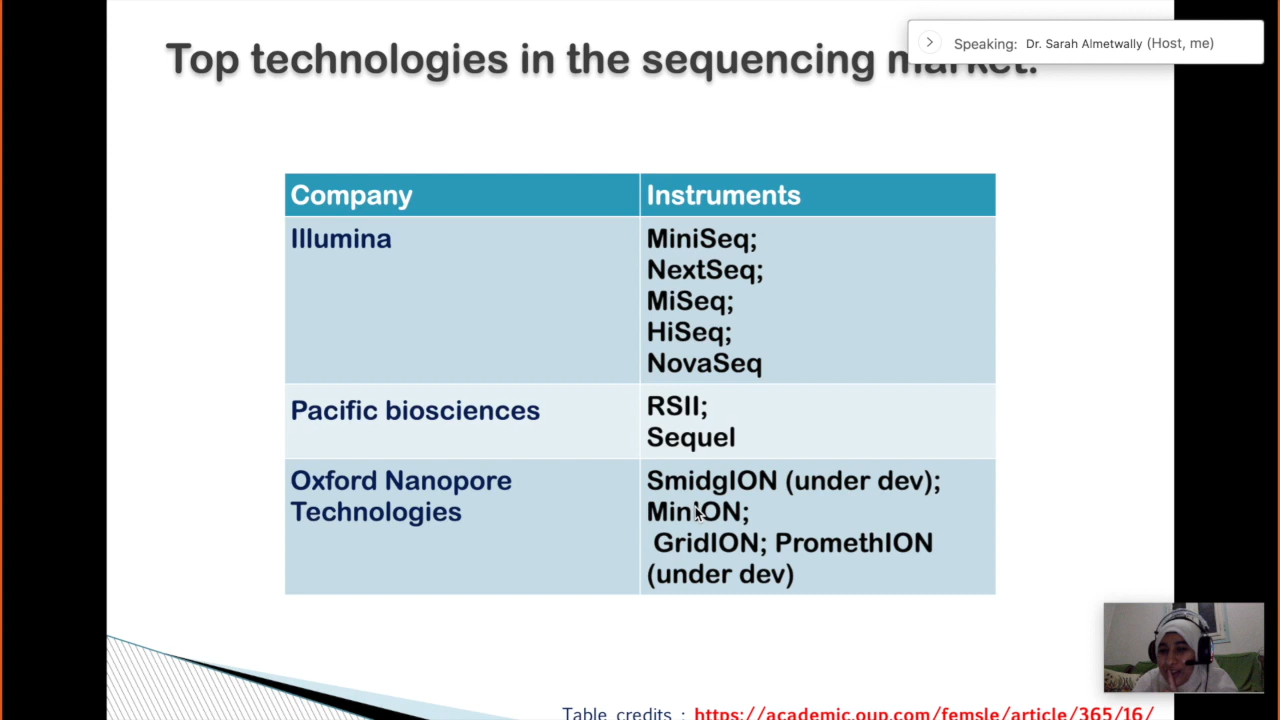 Top technologies in the sequencing market.
Speaking: Dr. Sarah Almetwally (Host, me)
Company
Instruments
Illumina
MiniSeq;
NextSeq;
MiSeq;
HiSeq;
NovaSeq
Pacific biosciences
RSII;
Sequel
Oxford Nanopore
Technologies
SmidgION (under dev);
MinION;
GridION; PromethION
(under dev)
Table credits : https://academic.oup.com/femsle/article/365/16/